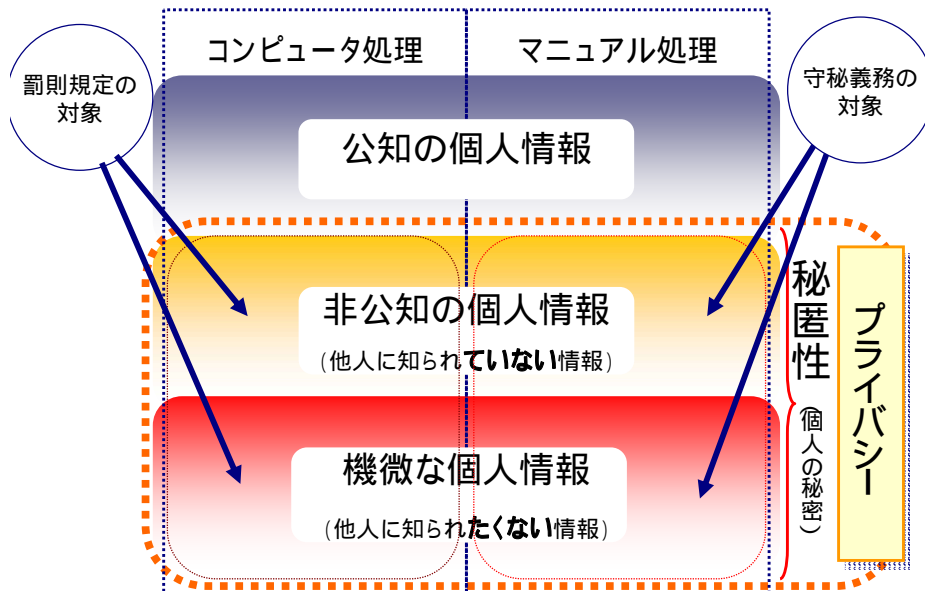 コンピュータ処理
マニュアル処理
罰則規定の
対象
守秘義務の
対象
公知の個人情報
非公知の個人情報
(他人に知られていない情報)
機微な個人情報
(他人に知られたくない情報)
秘匿性
(個人の秘密)
プライバシー